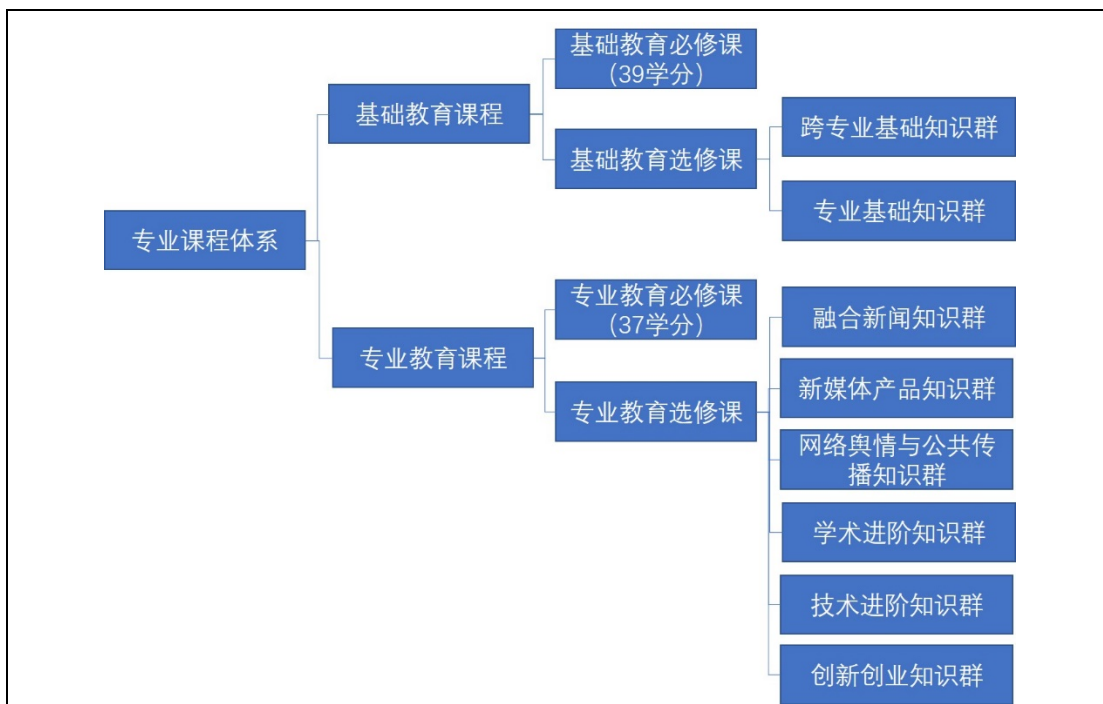 专业课程体系
基础教育课程
基础教育必修课
（39学分）
基础教育选修课
跨专业基础知识群
专业基础知识群
专业教育课程
专业教育必修课
（37学分）
专业教育选修课
融合新闻知识群
新媒体产品知识群
网络舆情与公共传
播知识群
学术进阶知识群
技术进阶知识群
创新创业知识群